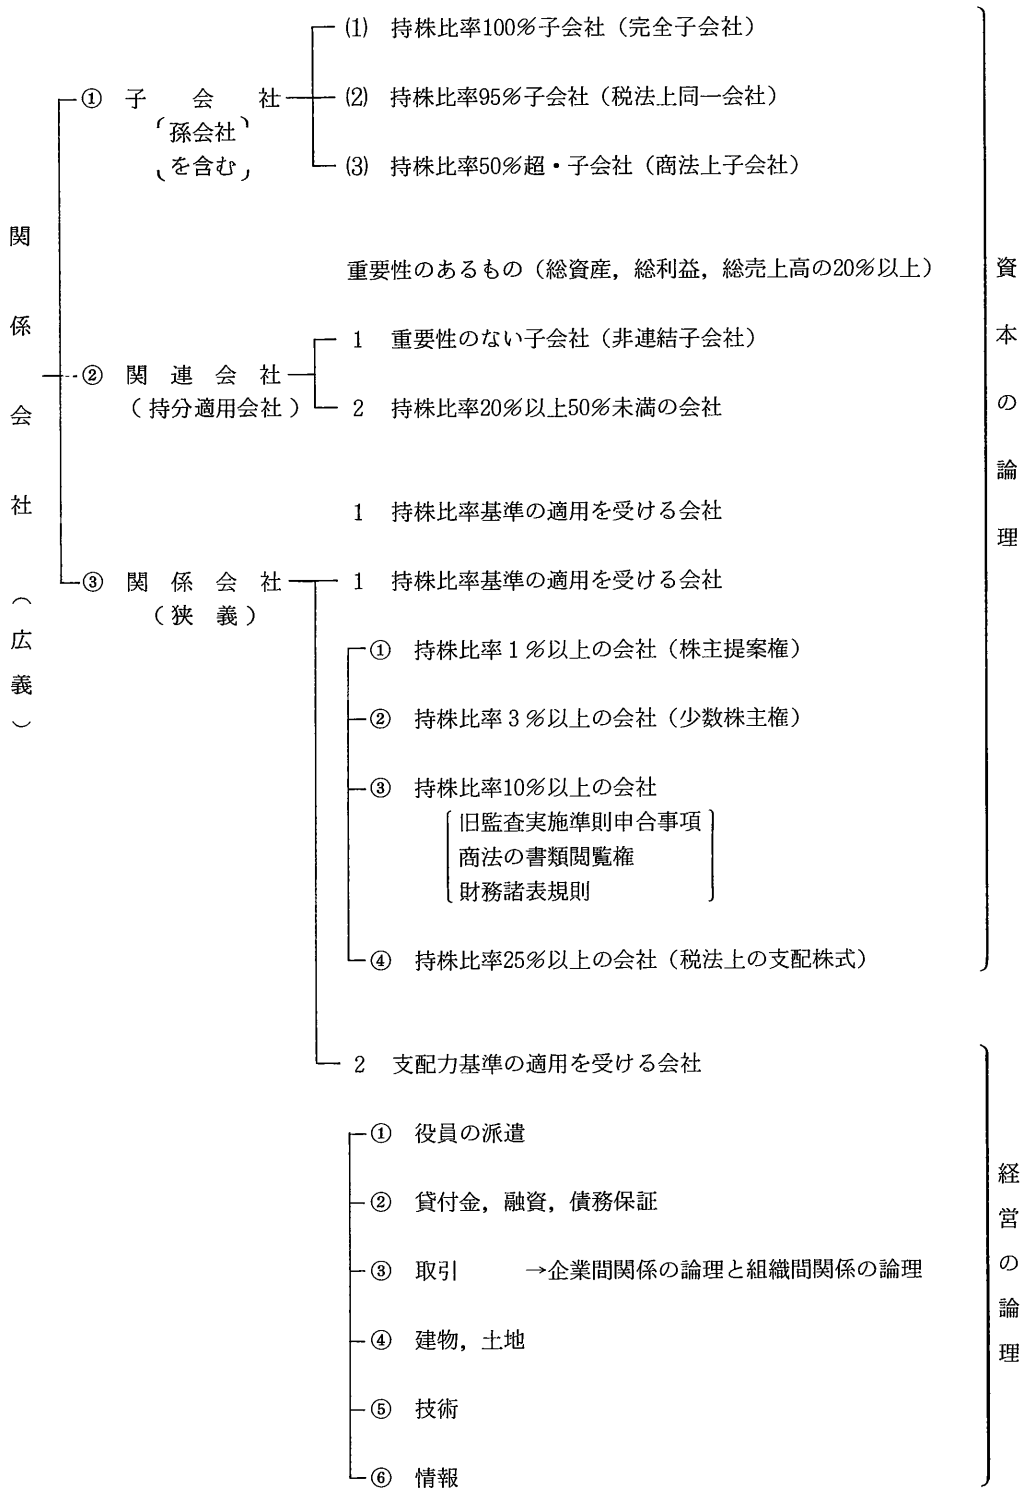 関係会社(広義)
① 子会社
〔孫会社
を含む〕
(1) 持株比率100%子会社(完全子会社)
(2) 持株比率95%子会社(税法上同一会社)
(3) 持株比率50%超・子会社(商法上子会社)
重要性のあるもの(総資産,総利益,総売上高の20%以上)
② 関連会社
(持分適用会社)
1 重要性のない子会社(非連結子会社)
2 持株比率20%以上50%未満の会社
1 持株比率基準の適用を受ける会社
③ 関係会社
(狭義)
1 持株比率基準の適用を受ける会社
① 持株比率1%以上の会社(株主提案権)
② 持株比率3%以上の会社(少数株主権)
③ 持株比率10%以上の会社
旧監査実施準則申合事項
商法の書類閲覧権
財務諸表規則
④ 持株比率25%以上の会社(税法上の支配株式)
資本の論理
2 支配力基準の適用を受ける会社
① 役員の派遣
② 貸付金,融資,債務保証
③ 取引 →企業間関係の論理と組織間関係の論理
④ 建物,土地
⑤ 技術
⑥ 情報
経営の論理